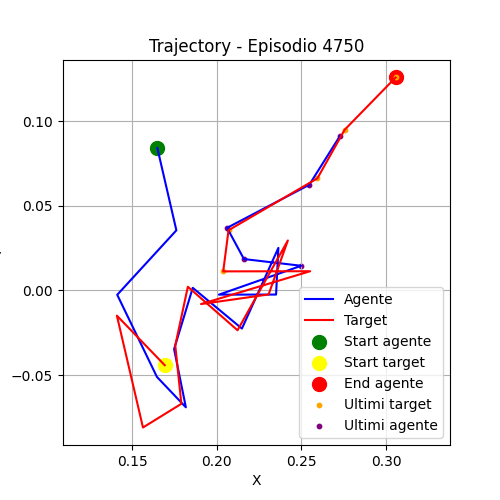 Trajectory - Episodio 4750
0.10
0.05
0.00
−0.05
0.15
0.20
0.25
0.30
X
Agente
Target
Start agente
Start target
End agente
Ultimi target
Ultimi agente